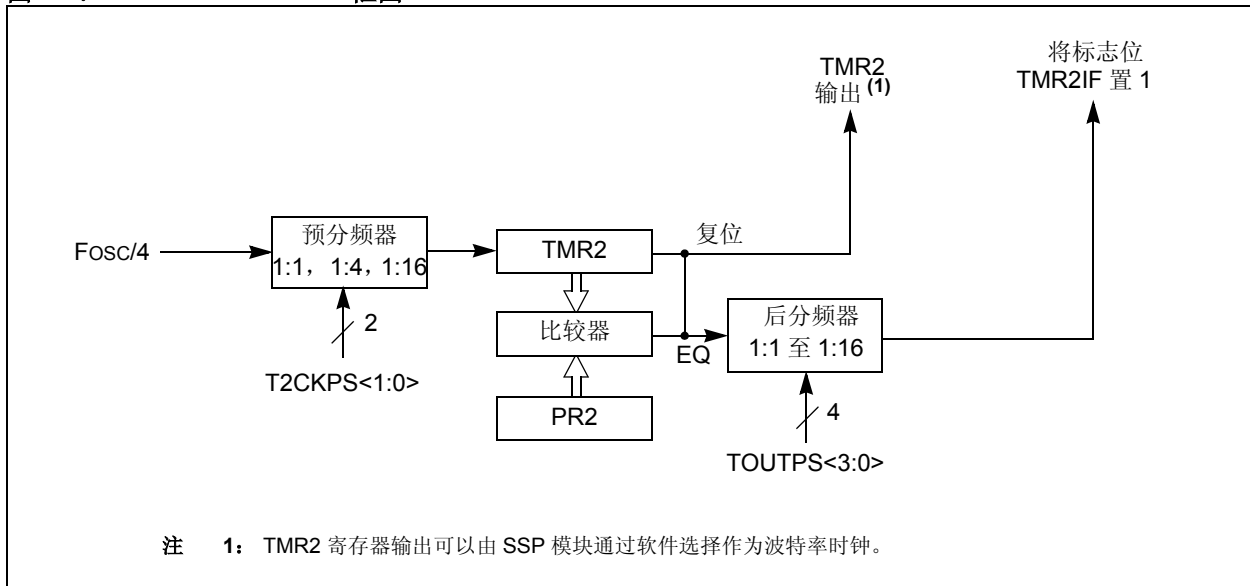 TMR2
输出 (1)
将标志位
TMR2IF 置 1
FOSC/4
预分频器
1:1， 1:4，1:16
2
T2CKPS<1:0>
TMR2
复位
比较器
EQ
PR2
后分频器
1:1 至 1:16
4
TOUTPS<3:0>
注 1： TMR2 寄存器输出可以由 SSP 模块通过软件选择作为波特率时钟。